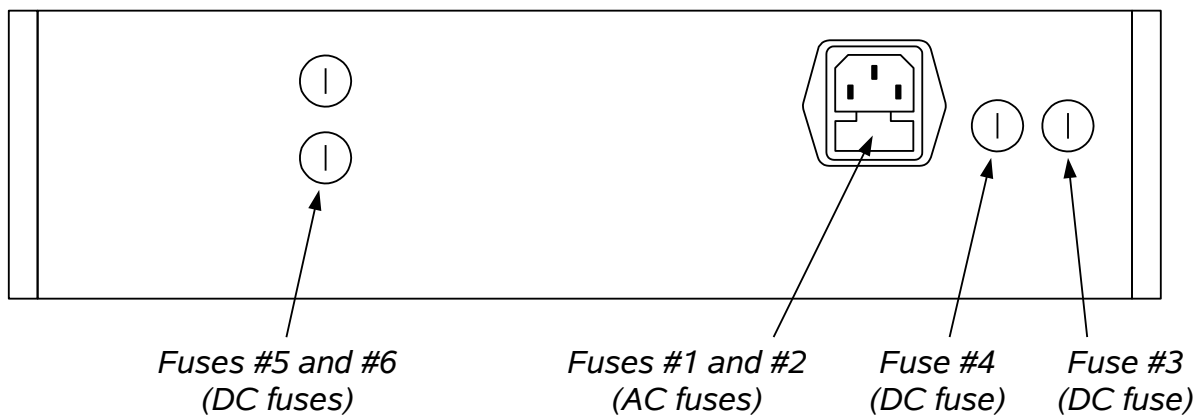 Fuses #5 and #6
(DC fuses)
Fuses #1 and #2
(AC fuses)
Fuse #4
(DC fuse)
Fuse #3
(DC fuse)